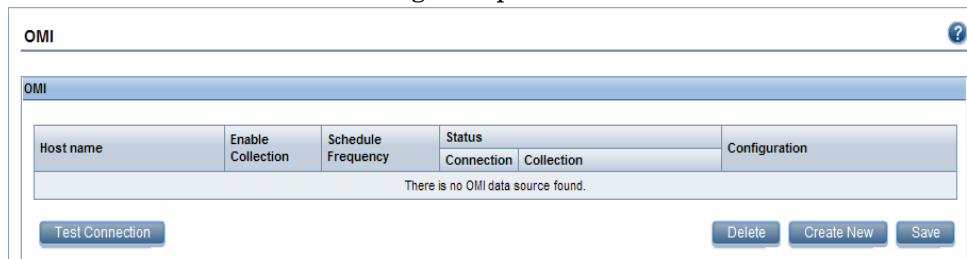 OMI
?
OMI
Host name
Enable Collection
Schedule Frequency
Status
Connection Collection
Configuration
There is no OMI data source found.
Test Connection Delete Create New Save